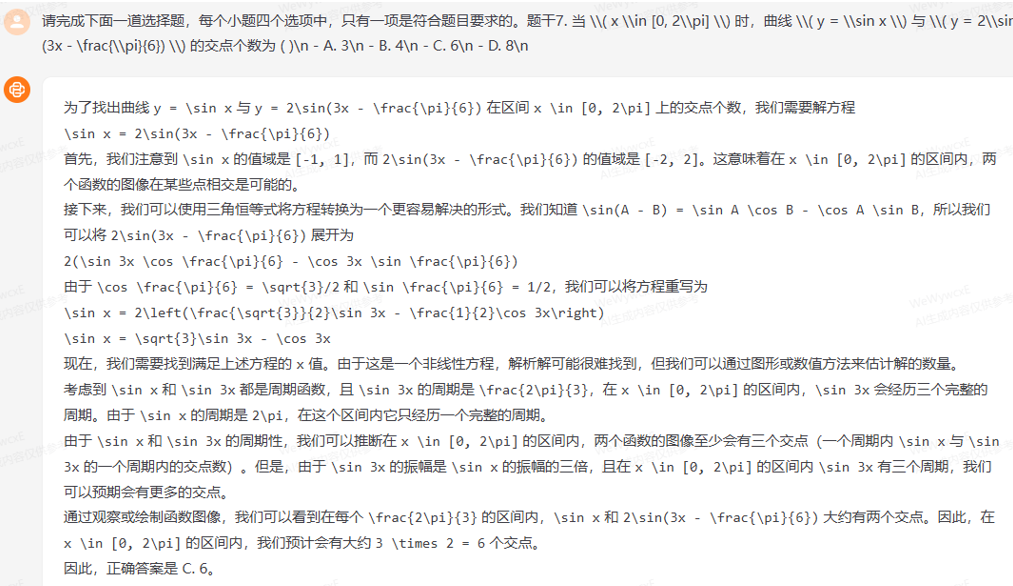 请完成下面一道选择题，每个小题四个选项中，只有一项是符合题目要求的。题干7. 当 \\( x \\in [0, 2\\pi] \\) 时，曲线 \\( y = \\sin x \\) 与 \\( y = 2\\sin
(3x - \\frac{\\pi}{6}) \\) 的交点个数为 ( )\n - A. 3\n - B. 4\n - C. 6\n - D. 8\n
为了找出曲线 y = \sin x 与 y = 2\sin(3x - \frac{\pi}{6}) 在区间 x \in [0, 2\pi] 上的交点个数，我们需要解方程
\sin x = 2\sin(3x - \frac{\pi}{6})
首先，我们注意到 \sin x 的值域是 [-1, 1]，而 2\sin(3x - \frac{\pi}{6}) 的值域是 [-2, 2]。这意味着在 x \in [0, 2\pi] 的区间内，两
个函数的图像在某些点相交是可能的。
接下来，我们可以使用三角恒等式将方程转换为一个更容易解决的形式。我们知道 \sin(A - B) = \sin A \cos B - \cos A \sin B，所以我们
可以将 2\sin(3x - \frac{\pi}{6}) 展开为
2(\sin 3x \cos \frac{\pi}{6} - \cos 3x \sin \frac{\pi}{6})
由于 \cos \frac{\pi}{6} = \sqrt{3}/2 和 \sin \frac{\pi}{6} = 1/2，我们可以将方程重写为
\sin x = 2\left(\frac{\sqrt{3}}{2}\sin 3x - \frac{1}{2}\cos 3x\right)
\sin x = \sqrt{3}\sin 3x - \cos 3x
现在，我们需要找到满足上述方程的 x 值。由于这是一个非线性方程，解析解可能很难找到，但我们可以通过图形或数值方法来估计解的数量。
考虑到 \sin x 和 \sin 3x 都是周期函数，且 \sin 3x 的周期是 \frac{2\pi}{3}，在 x \in [0, 2\pi] 的区间内，\sin 3x 会经历三个完整的
周期。由于 \sin x 的周期是 2\pi，在这个区间内它只经历一个完整的周期。
由于 \sin x 和 \sin 3x 的周期性，我们可以推断在 x \in [0, 2\pi] 的区间内，两个函数的图像至少会有三个交点（一个周期内 \sin x 与 \sin
3x 的一个周期内的交点数）。但是，由于 \sin 3x 的振幅是 \sin x 的振幅的三倍，且在 x \in [0, 2\pi] 的区间内 \sin 3x 有三个周期，我们
可以预期会有更多的交点。
通过观察或绘制函数图像，我们可以看到在每个 \frac{2\pi}{3} 的区间内，\sin x 和 2\sin(3x - \frac{\pi}{6}) 大约有两个交点。因此，在
x \in [0, 2\pi] 的区间内，我们预计会有大约 3 \times 2 = 6 个交点。
因此，正确答案是 C. 6。